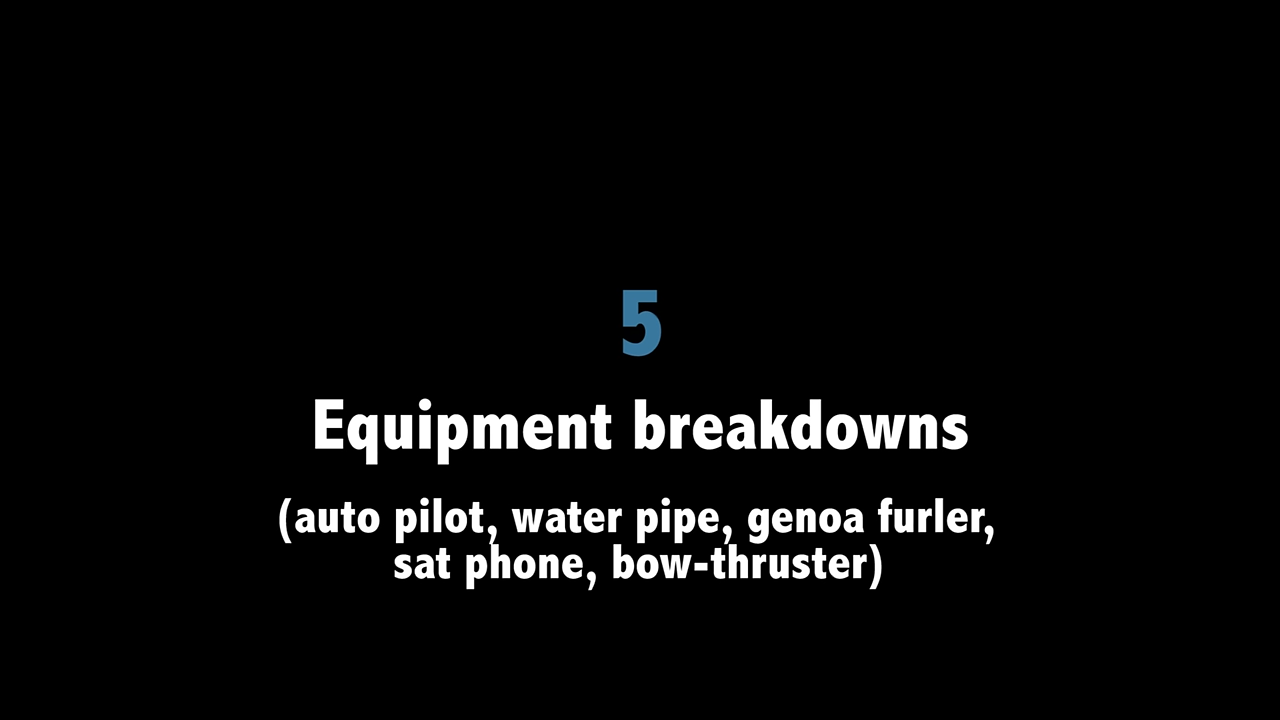 5
Equipment breakdowns
(auto pilot, water pipe, genoa furler,
sat phone, bow-thruster)